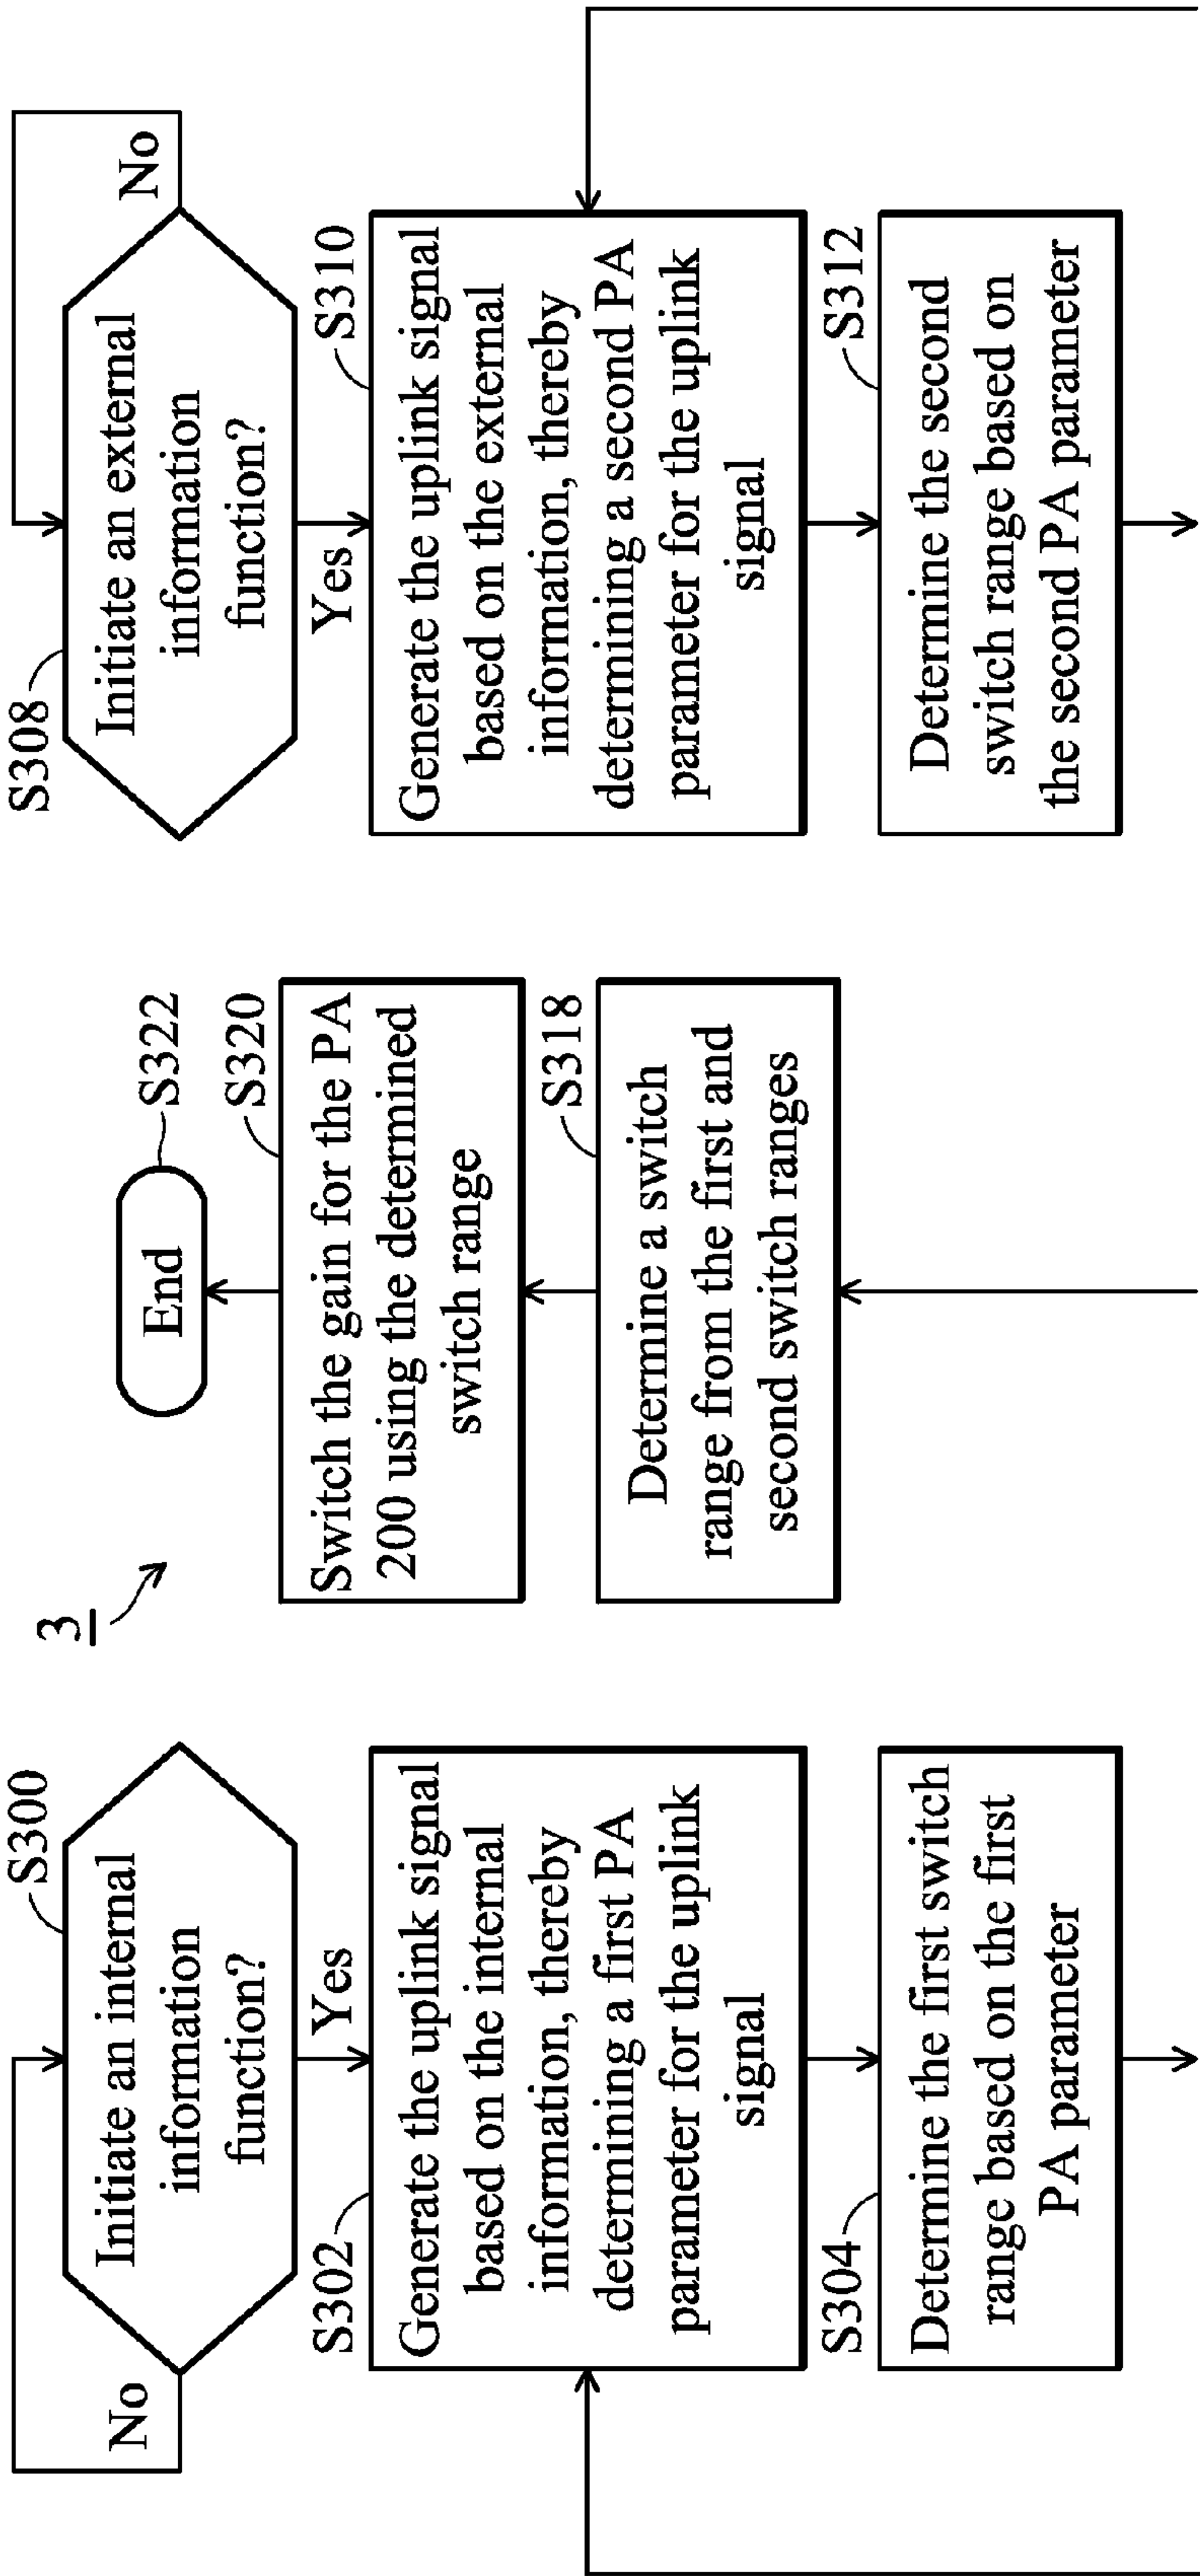 S300
Initiate an internal
information
function?
No
Yes
S302
Generate the uplink signal
based on the internal
information, thereby
determining a first PA
parameter for the uplink
signal
S304
Determine the first switch
range based on the first
PA parameter
3
End
S322
S320
Switch the gain for the PA
200 using the determined
switch range
S318
Determine a switch
range from the first and
second switch ranges
S308
Initiate an external
information
function?
No
Yes
S310
Generate the uplink signal
based on the external
information, thereby
determining a second PA
parameter for the uplink
signal
S312
Determine the second
switch range based on
the second PA parameter